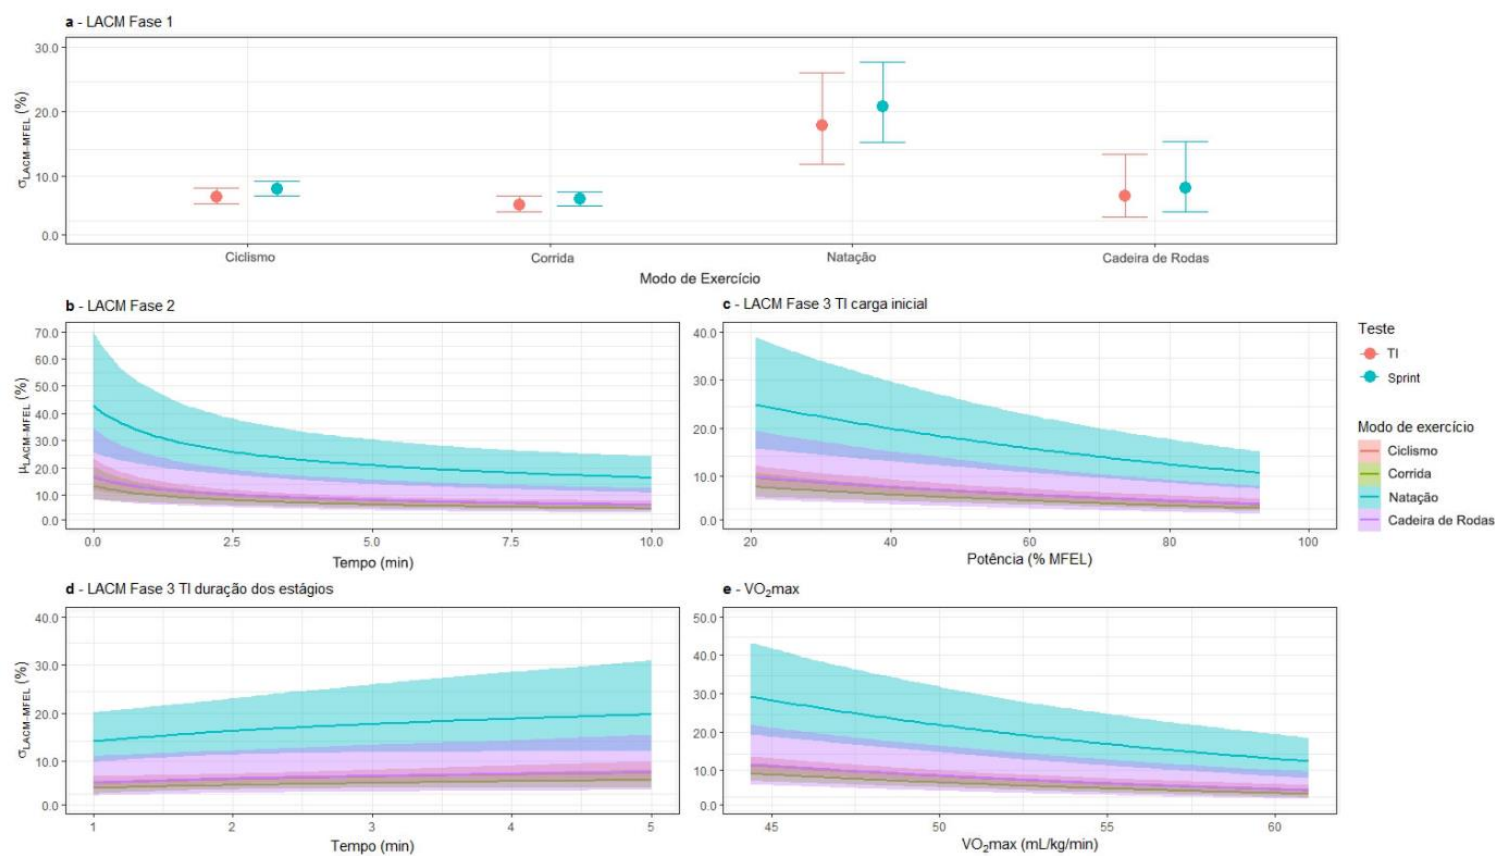 a - LACM Fase 1
30.0
20.0
10.0
0.0
σLACM-MFEL (%)
Ciclismo
Corrida
Natação
Cadeira de Rodas
Modo de Exercício
b - LACM Fase 2
70.0
60.0
50.0
40.0
30.0
20.0
10.0
0.0
μLACM-MFEL (%)
0.0
2.5
5.0
7.5
10.0
Tempo (min)
c - LACM Fase 3 TI carga inicial
40.0
30.0
20.0
10.0
0.0
20
40
60
80
100
Potência (% MFEL)
Teste
TI
Sprint
Modo de exercício
Ciclismo
Corrida
Natação
Cadeira de Rodas
d - LACM Fase 3 TI duração dos estágios
40.0
30.0
20.0
10.0
0.0
σLACM-MFEL (%)
1
2
3
4
5
Tempo (min)
e - VO₂max
50.0
40.0
30.0
20.0
10.0
0.0
45
50
55
60
VO₂max (mL/kg/min)